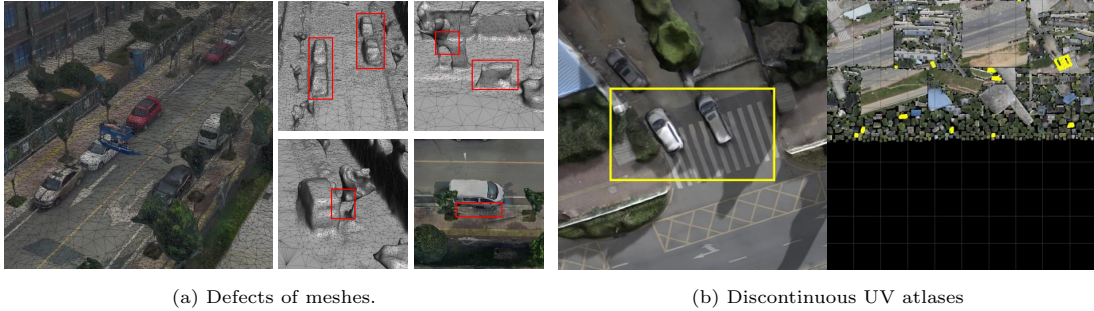 (a) Defects of meshes.
(b) Discontinuous UV atlases